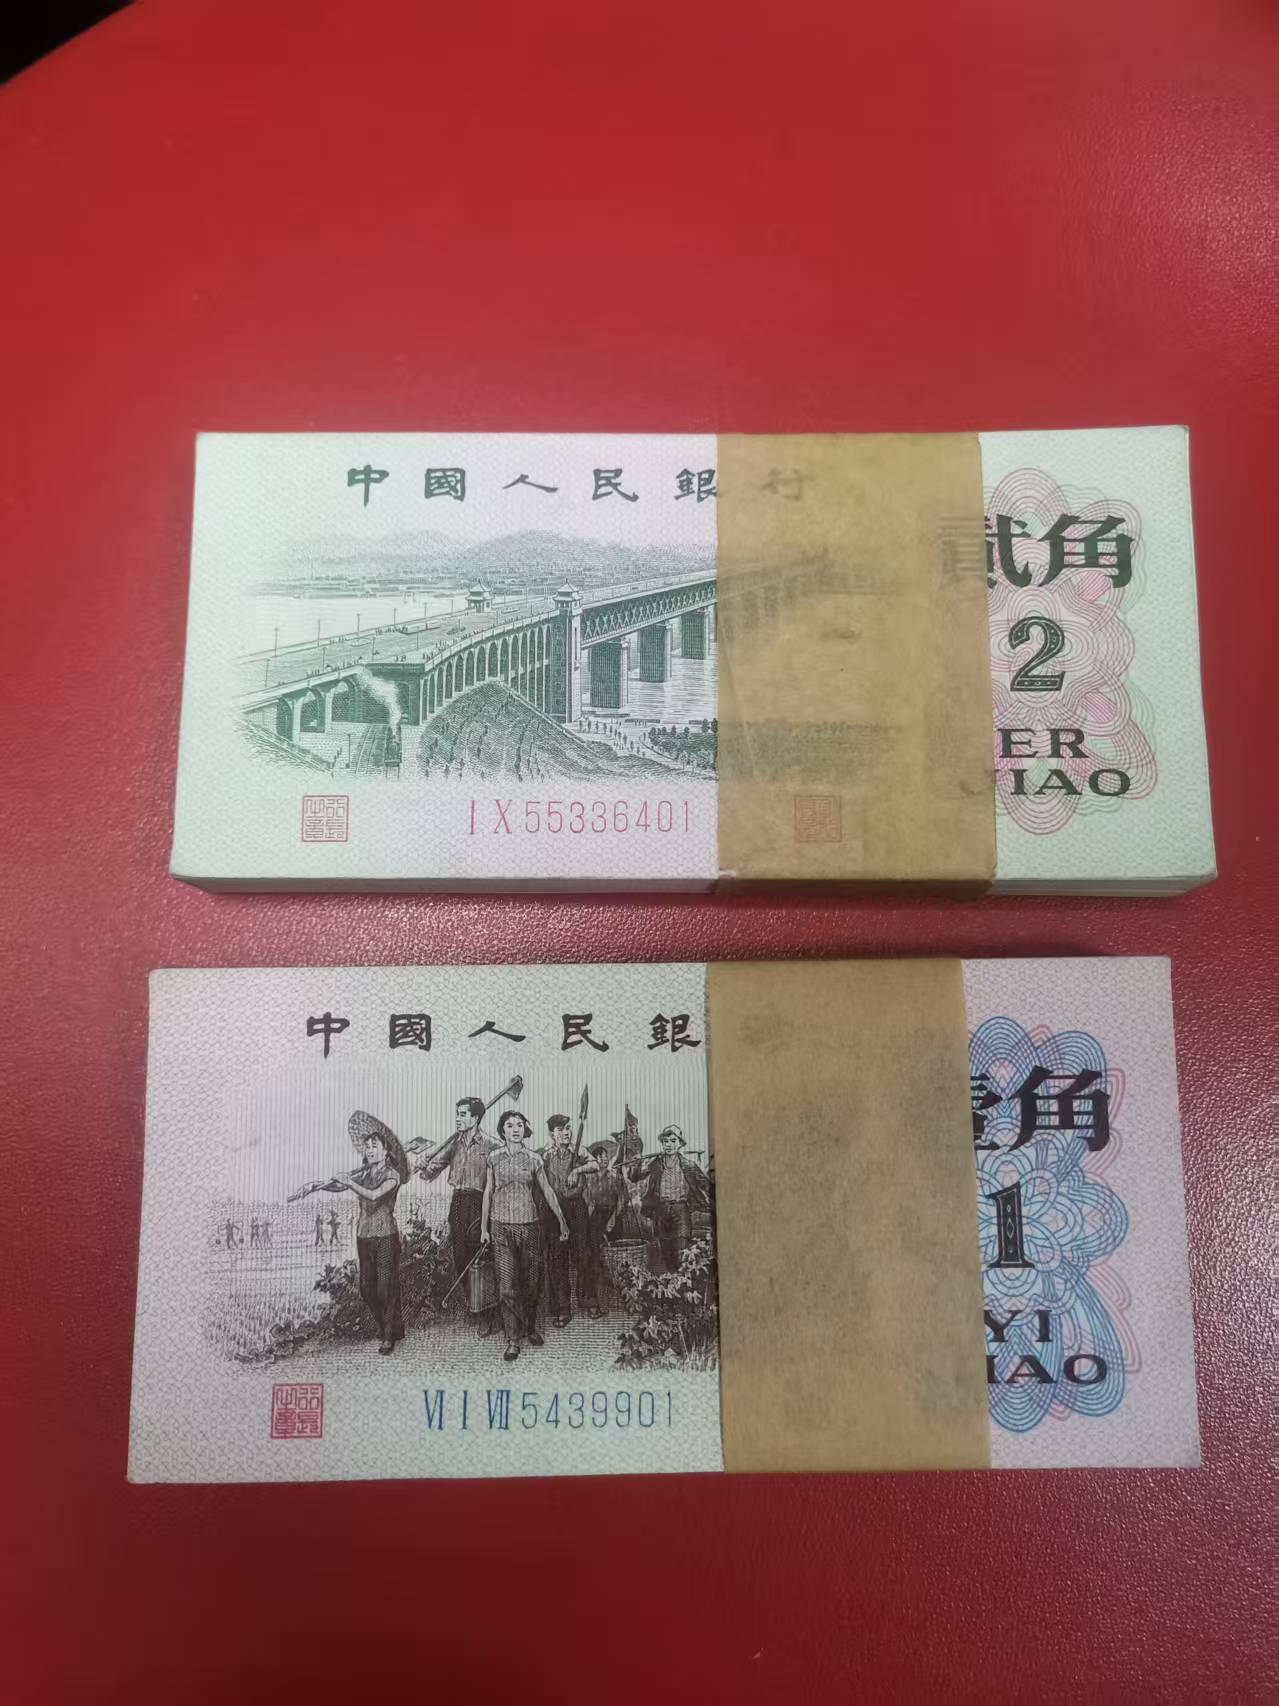 中國人民銀行
貳角
2
ER
JIAO
ⅠⅩ55336401
中國人民銀
壹角
1
YI
JIAO
ⅥⅠⅦ5439901